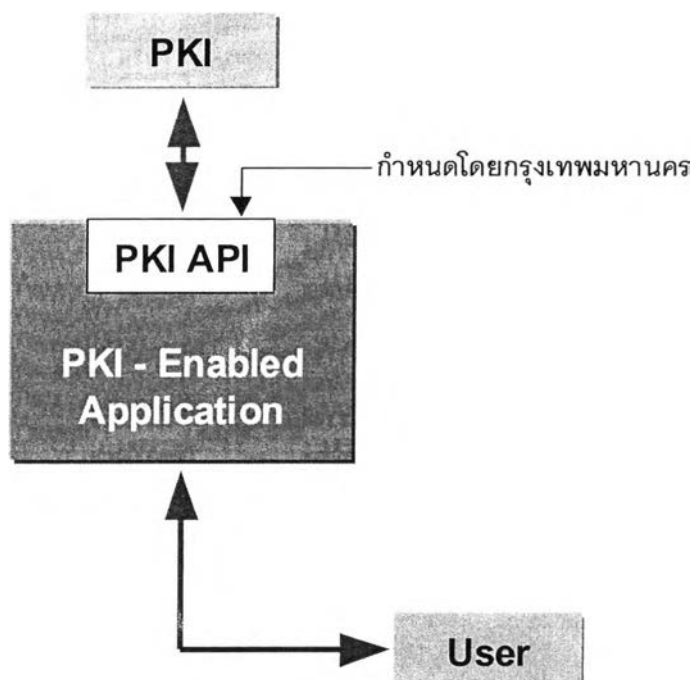 PKI
กำหนดโดยกรุงเทพมหานคร
PKI API
PKI - Enabled
Application
User